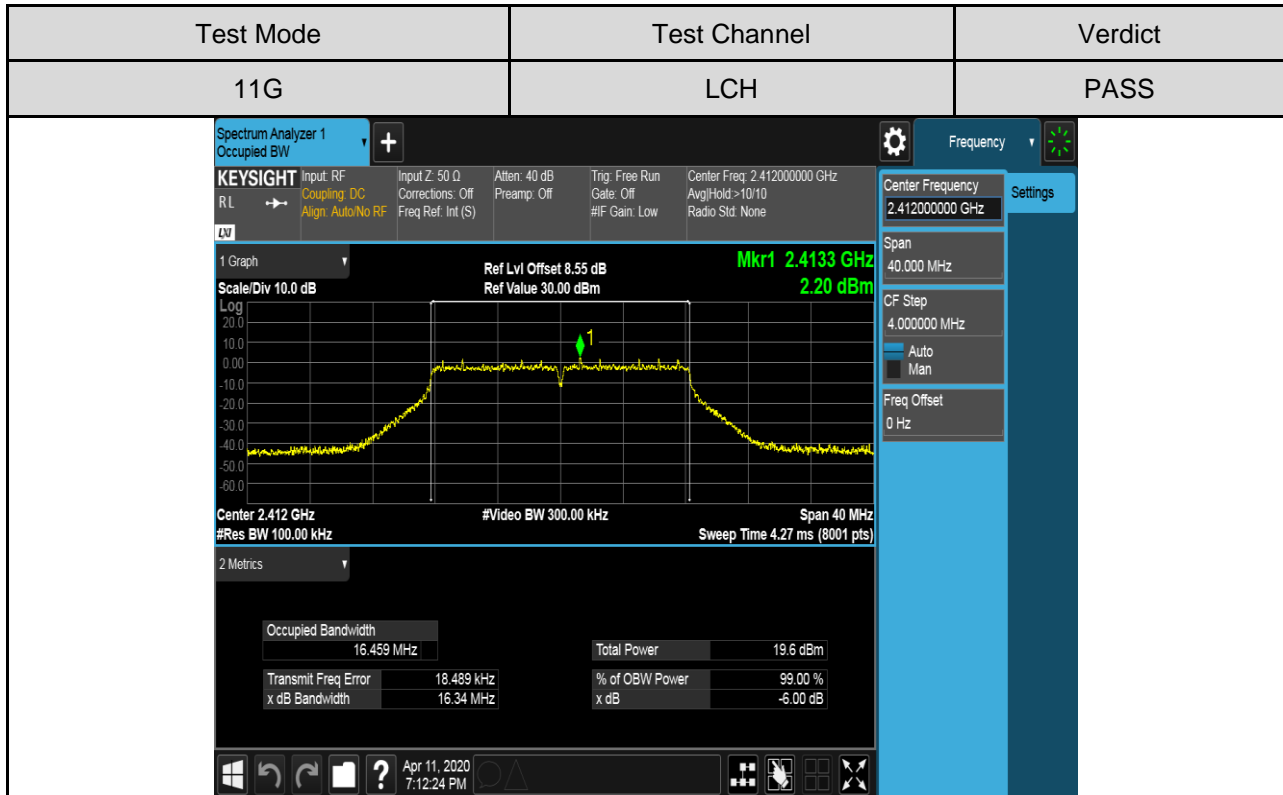 Test Mode Test Channel Verdict
11G LCH PASS
Spectrum Analyzer 1
Occupied BW
+
Frequency
KEYSIGHT Input: RF Input Z: 50 Ω Atten: 40 dB Trig: Free Run Center Freq: 2.412000000 GHz
RL Coupling: DC Corrections: Off Preamp: Off Gate: Off Avg|Hold:>10/10
Align: Auto/No RF Freq Ref: Int (S) #IF Gain: Low Radio Std: None
LXI
Center Frequency
2.412000000 GHz
Settings
Span
40.000 MHz
CF Step
4.000000 MHz
Auto
Man
Freq Offset
0 Hz
1 Graph
Ref Lvl Offset 8.55 dB
Mkr1 2.4133 GHz
Scale/Div 10.0 dB
Ref Value 30.00 dBm
2.20 dBm
Log
20.0
10.0
1
0.00
-10.0
-20.0
-30.0
-40.0
-50.0
-60.0
Center 2.412 GHz #Video BW 300.00 kHz Span 40 MHz
#Res BW 100.00 kHz Sweep Time 4.27 ms (8001 pts)
2 Metrics
Occupied Bandwidth
16.459 MHz
Total Power 19.6 dBm
Transmit Freq Error 18.489 kHz % of OBW Power 99.00 %
x dB Bandwidth 16.34 MHz x dB -6.00 dB
?
Apr 11, 2020
7:12:24 PM